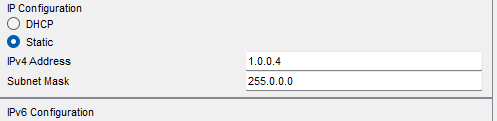 IP Configuration
DHCP
Static
IPv4 Address 1.0.0.4
Subnet Mask 255.0.0.0
IPv6 Configuration